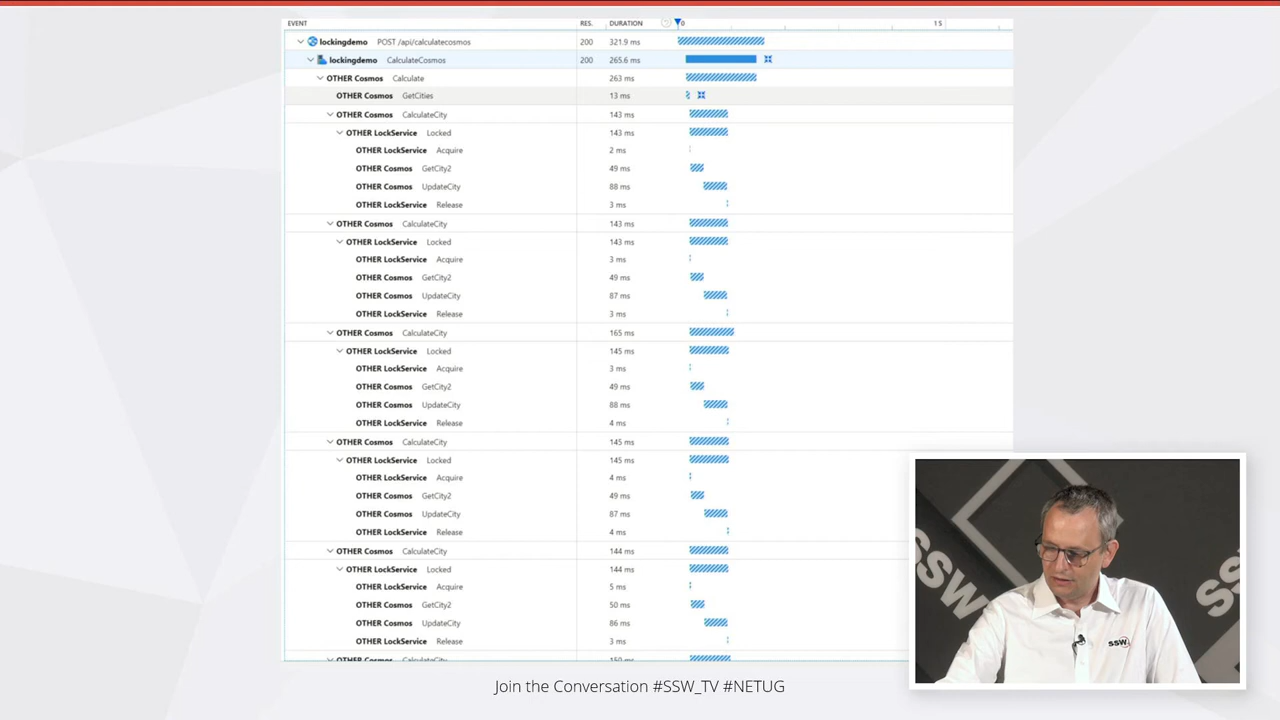 EVENT RES. DURATION 0 1 S
lockingdemo POST /api/calculatecosmos 200 321.9 ms
lockingdemo CalculateCosmos 200 265.6 ms
OTHER Cosmos Calculate 263 ms
OTHER Cosmos GetCities 13 ms
OTHER Cosmos CalculateCity 143 ms
OTHER LockService Locked 143 ms
OTHER LockService Acquire 2 ms
OTHER Cosmos GetCity2 49 ms
OTHER Cosmos UpdateCity 88 ms
OTHER LockService Release 3 ms
OTHER Cosmos CalculateCity 143 ms
OTHER LockService Locked 143 ms
OTHER LockService Acquire 3 ms
OTHER Cosmos GetCity2 49 ms
OTHER Cosmos UpdateCity 87 ms
OTHER LockService Release 3 ms
OTHER Cosmos CalculateCity 165 ms
OTHER LockService Locked 145 ms
OTHER LockService Acquire 3 ms
OTHER Cosmos GetCity2 49 ms
OTHER Cosmos UpdateCity 88 ms
OTHER LockService Release 4 ms
OTHER Cosmos CalculateCity 145 ms
OTHER LockService Locked 145 ms
OTHER LockService Acquire 4 ms
OTHER Cosmos GetCity2 49 ms
OTHER Cosmos UpdateCity 87 ms
OTHER LockService Release 4 ms
OTHER Cosmos CalculateCity 144 ms
OTHER LockService Locked 144 ms
OTHER LockService Acquire 5 ms
OTHER Cosmos GetCity2 50 ms
OTHER Cosmos UpdateCity 86 ms
OTHER LockService Release 3 ms
OTHER Cosmos CalculateCity 150 ms
SSW SSW
SSW
Join the Conversation #SSW_TV #NETUG